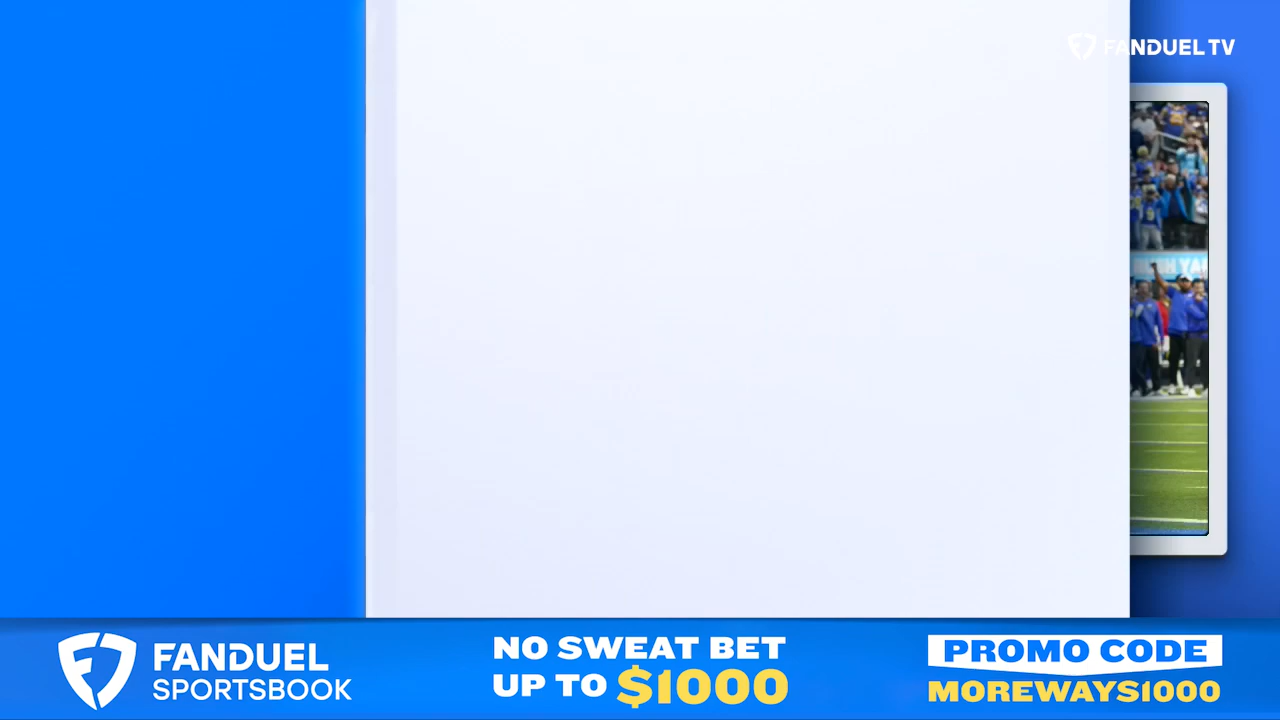 FANDUEL TV
FANDUEL
SPORTSBOOK
NO SWEAT BET
UP TO $1000
PROMO CODE
MOREWAYS1000